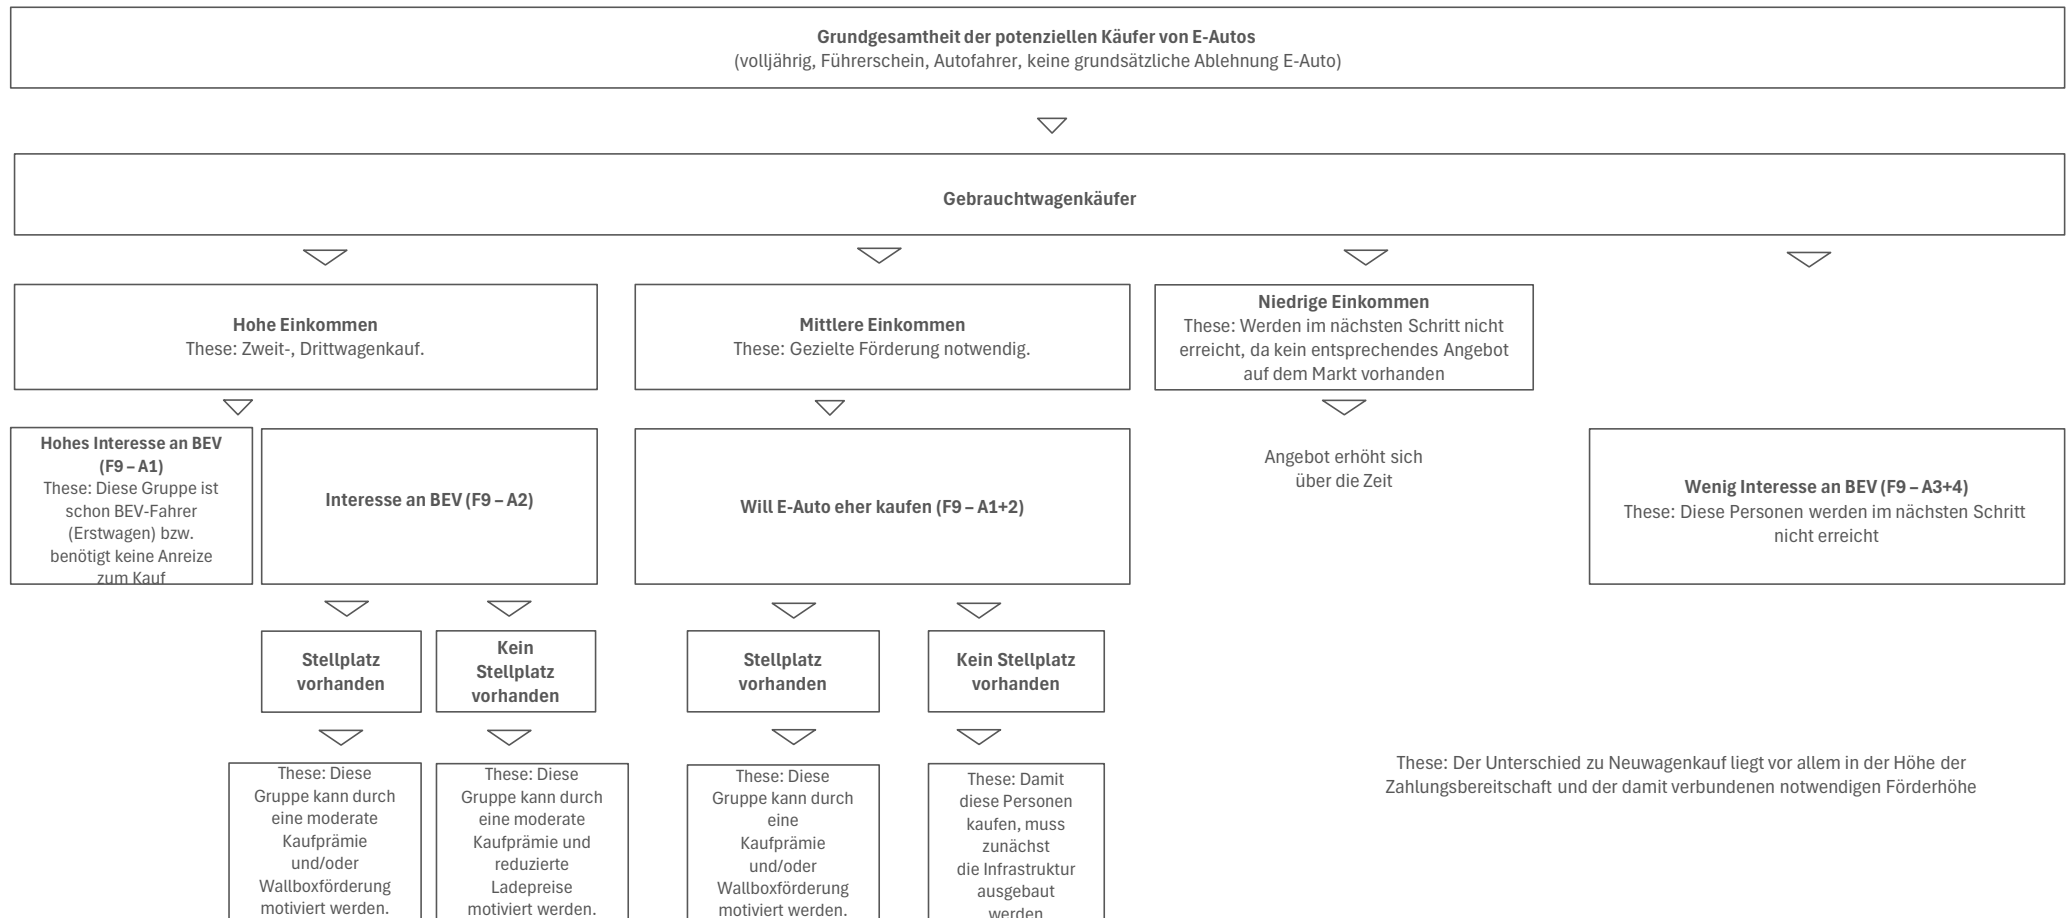 Grundgesamtheit der potenziellen Käufer von E-Autos
(volljährig, Führerschein, Autofahrer, keine grundsätzliche Ablehnung E-Auto)
Gebrauchtwagenkäufer
Hohe Einkommen
These: Zweit-, Drittwagenkauf.
Mittlere Einkommen
These: Gezielte Förderung notwendig.
Niedrige Einkommen
These: Werden im nächsten Schritt nicht
erreicht, da kein entsprechendes Angebot
auf dem Markt vorhanden
Hohes Interesse an BEV
(F9 – A1)
These: Diese Gruppe ist
schon BEV-Fahrer
(Erstwagen) bzw.
benötigt keine Anreize
zum Kauf
Interesse an BEV (F9 – A2)
Will E-Auto eher kaufen (F9 – A1+2)
Angebot erhöht sich
über die Zeit
Wenig Interesse an BEV (F9 – A3+4)
These: Diese Personen werden im nächsten Schritt
nicht erreicht
Stellplatz
vorhanden
Kein
Stellplatz
vorhanden
Stellplatz
vorhanden
Kein Stellplatz
vorhanden
These: Diese
Gruppe kann durch
eine moderate
Kaufprämie
und/oder
Wallboxförderung
motiviert werden.
These: Diese
Gruppe kann durch
eine moderate
Kaufprämie und
reduzierte
Ladepreise
motiviert werden.
These: Diese
Gruppe kann durch
eine
Kaufprämie
und/oder
Wallboxförderung
motiviert werden.
These: Damit
diese Personen
kaufen, muss
zunächst
die Infrastruktur
ausgebaut
werden
These: Der Unterschied zu Neuwagenkauf liegt vor allem in der Höhe der
Zahlungsbereitschaft und der damit verbundenen notwendigen Förderhöhe